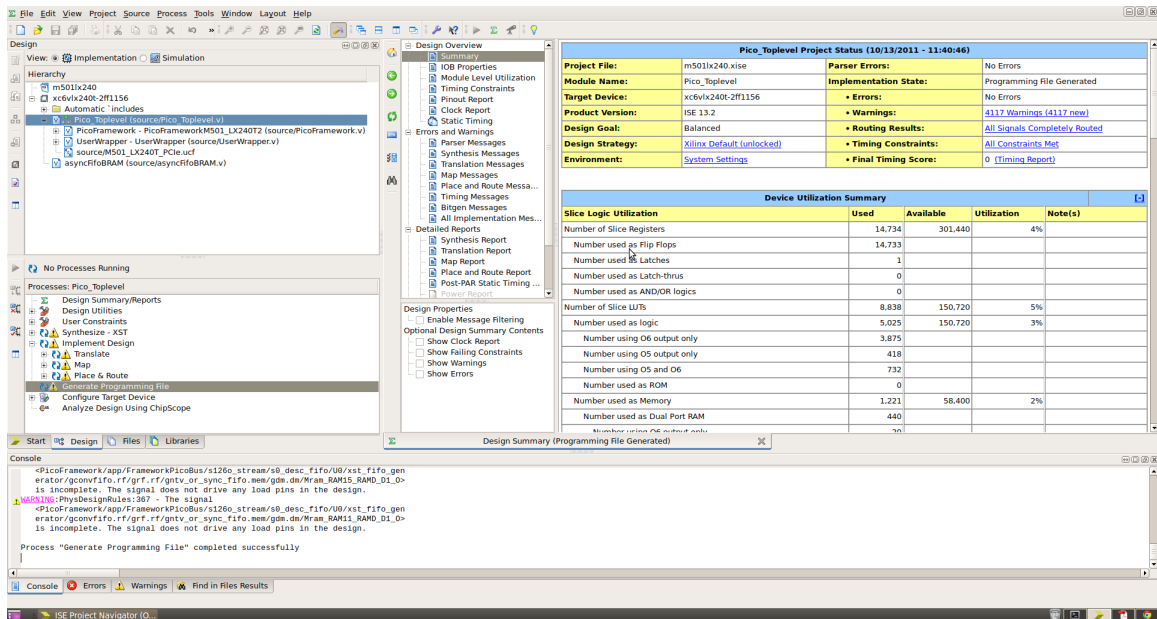 File Edit View Project Source Process Tools Window Layout Help
Design
View: Implementation Simulation
Hierarchy
m501lx240
xc6vlx240t-2ff1156
Automatic `includes
Pico_Toplevel (source/Pico_Toplevel.v)
PicoFramework - PicoFrameworkM501_LX240T2 (source/PicoFramework.v)
UserWrapper - UserWrapper (source/UserWrapper.v)
source/M501_LX240T_PCIe.ucf
asyncFifoBRAM (source/asyncFifoBRAM.v)
No Processes Running
Processes: Pico_Toplevel
Design Summary/Reports
Design Utilities
User Constraints
Synthesize - XST
Implement Design
Translate
Map
Place & Route
Generate Programming File
Configure Target Device
Analyze Design Using ChipScope
Start Design Files Libraries
Design Overview
Summary
IOB Properties
Module Level Utilization
Timing Constraints
Pinout Report
Clock Report
Static Timing
Errors and Warnings
Parser Messages
Synthesis Messages
Translation Messages
Map Messages
Place and Route Messa...
Timing Messages
Bitgen Messages
All Implementation Mes...
Detailed Reports
Synthesis Report
Translation Report
Map Report
Place and Route Report
Post-PAR Static Timing ...
Power Report
Design Properties
Enable Message Filtering
Optional Design Summary Contents
Show Clock Report
Show Failing Constraints
Show Warnings
Show Errors
Pico_Toplevel Project Status (10/13/2011 - 11:40:46)
Project File: m501lx240.xise Parser Errors: No Errors
Module Name: Pico_Toplevel Implementation State: Programming File Generated
Target Device: xc6vlx240t-2ff1156 • Errors: No Errors
Product Version: ISE 13.2 • Warnings: 4117 Warnings (4117 new)
Design Goal: Balanced • Routing Results: All Signals Completely Routed
Design Strategy: Xilinx Default (unlocked) • Timing Constraints: All Constraints Met
Environment: System Settings • Final Timing Score: 0 (Timing Report)
Device Utilization Summary [-]
Slice Logic Utilization Used Available Utilization Note(s)
Number of Slice Registers 14,734 301,440 4%
Number used as Flip Flops 14,733
Number used as Latches 1
Number used as Latch-thrus 0
Number used as AND/OR logics 0
Number of Slice LUTs 8,838 150,720 5%
Number used as logic 5,025 150,720 3%
Number using O6 output only 3,875
Number using O5 output only 418
Number using O5 and O6 732
Number used as ROM 0
Number used as Memory 1,221 58,400 2%
Number used as Dual Port RAM 440
Number using O6 output only 20
Design Summary (Programming File Generated)
Console
<PicoFramework/app/FrameworkPicoBus/s126o_stream/s0_desc_fifo/U0/xst_fifo_gen
erator/gconvfifo.rf/grf.rf/gntv_or_sync_fifo.mem/gdm.dm/Mram_RAM15_RAMD_D1_O>
is incomplete. The signal does not drive any load pins in the design.
WARNING:PhysDesignRules:367 - The signal
<PicoFramework/app/FrameworkPicoBus/s126o_stream/s0_desc_fifo/U0/xst_fifo_gen
erator/gconvfifo.rf/grf.rf/gntv_or_sync_fifo.mem/gdm.dm/Mram_RAM11_RAMD_D1_O>
is incomplete. The signal does not drive any load pins in the design.
Process "Generate Programming File" completed successfully
Console Errors Warnings Find in Files Results
ISE Project Navigator (O...